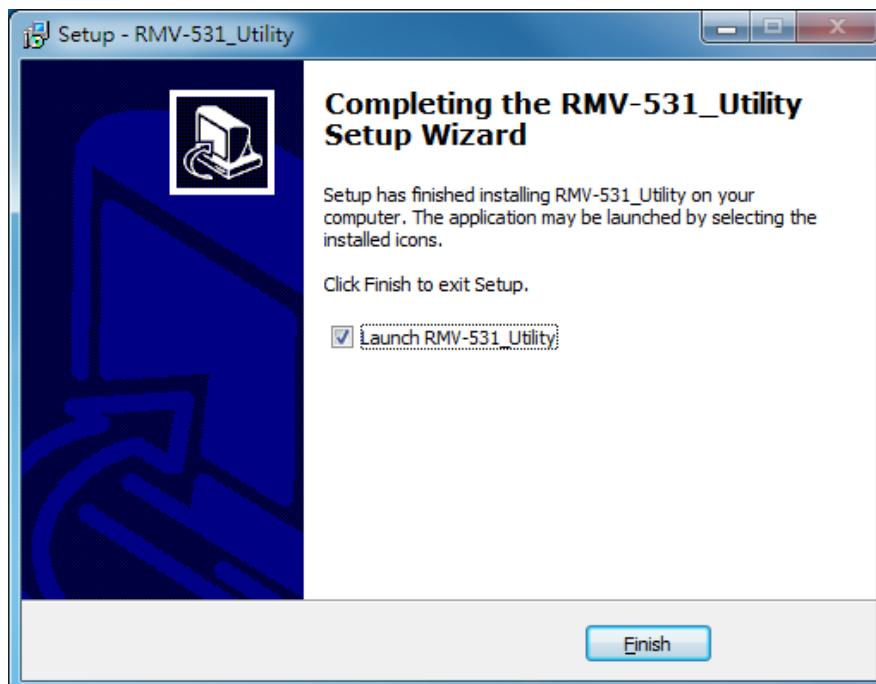 Setup - RMV-531_Utility
Completing the RMV-531_Utility
Setup Wizard
Setup has finished installing RMV-531_Utility on your
computer. The application may be launched by selecting the
installed icons.
Click Finish to exit Setup.
Launch RMV-531_Utility
Finish